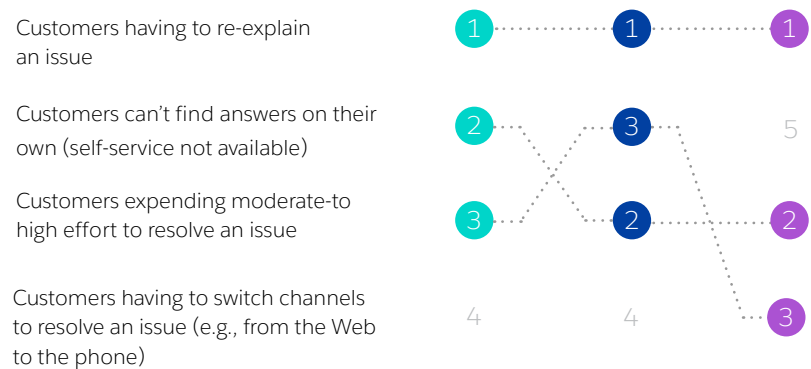 Customers having to re-explain
an issue
1 1 1
Customers can’t find answers on their
own (self-service not available)
2 3 5
Customers expending moderate-to
high effort to resolve an issue
3 2 2
Customers having to switch channels
to resolve an issue (e.g., from the Web
to the phone)
4 4 3